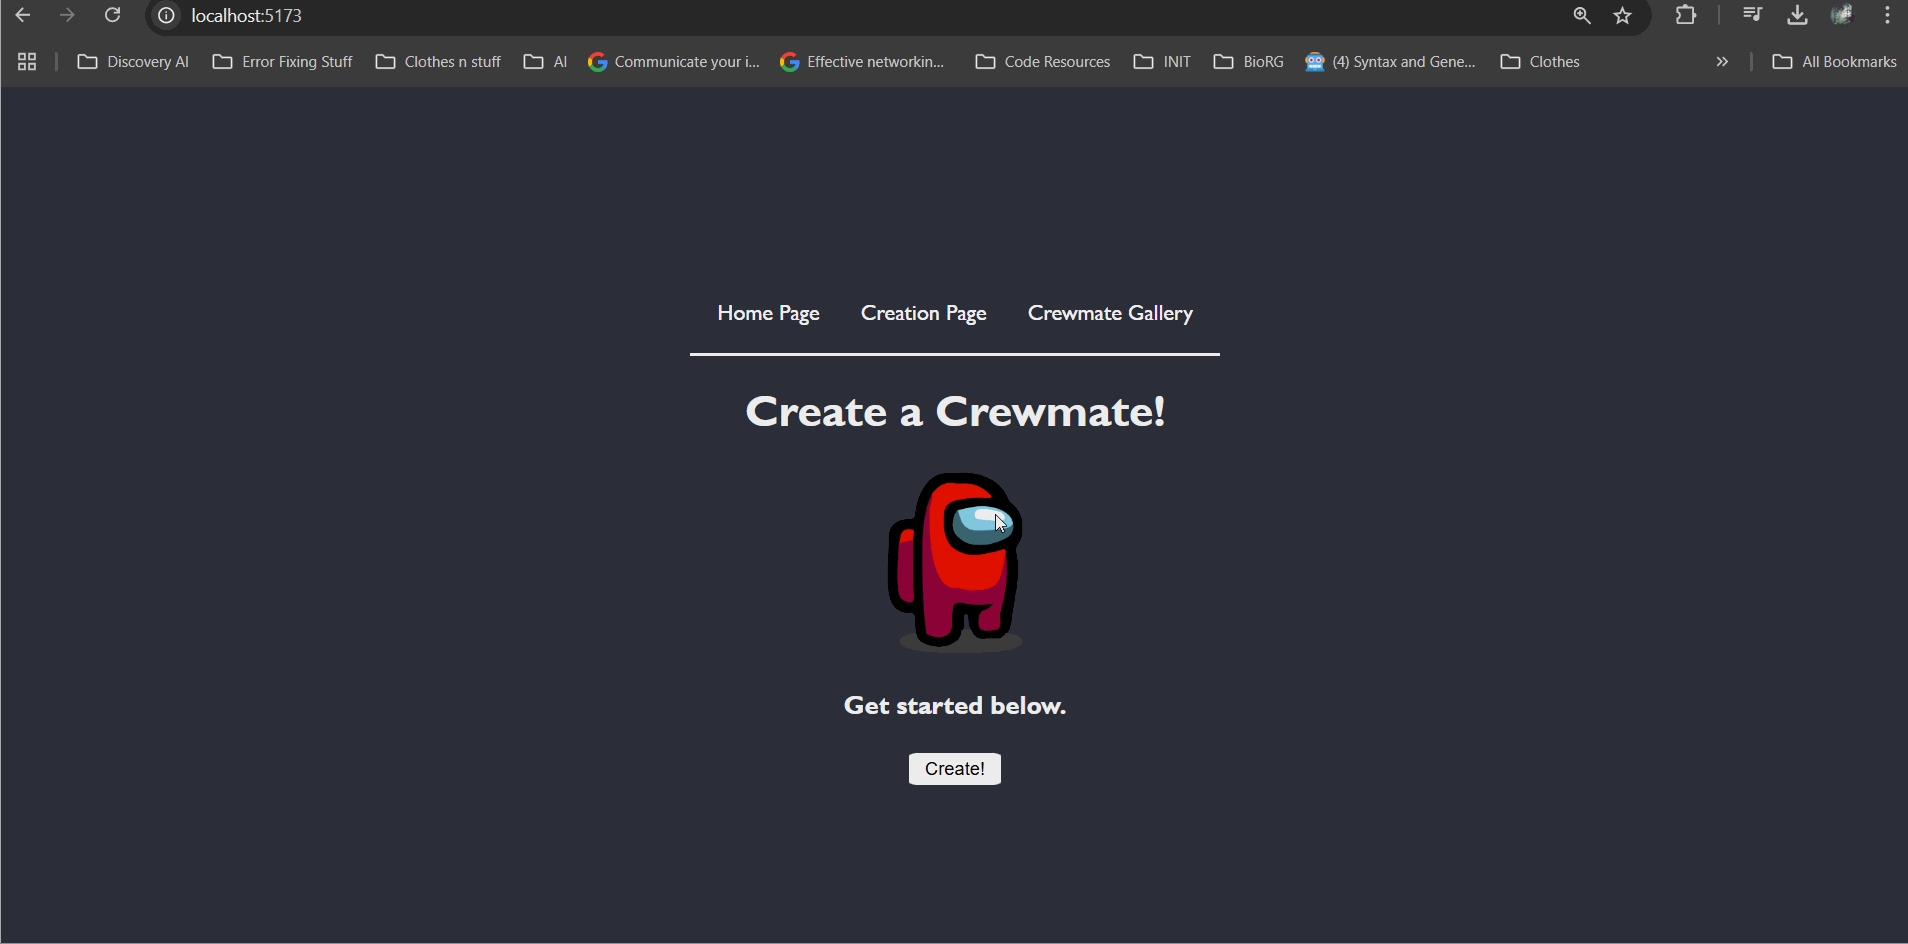 localhost:5173
Discovery AI Error Fixing Stuff Clothes n stuff AI Communicate your i... Effective networkin... Code Resources INIT BioRG (4) Syntax and Gene... Clothes » All Bookmarks
Home Page Creation Page Crewmate Gallery
Create a Crewmate!
Get started below.
Create!